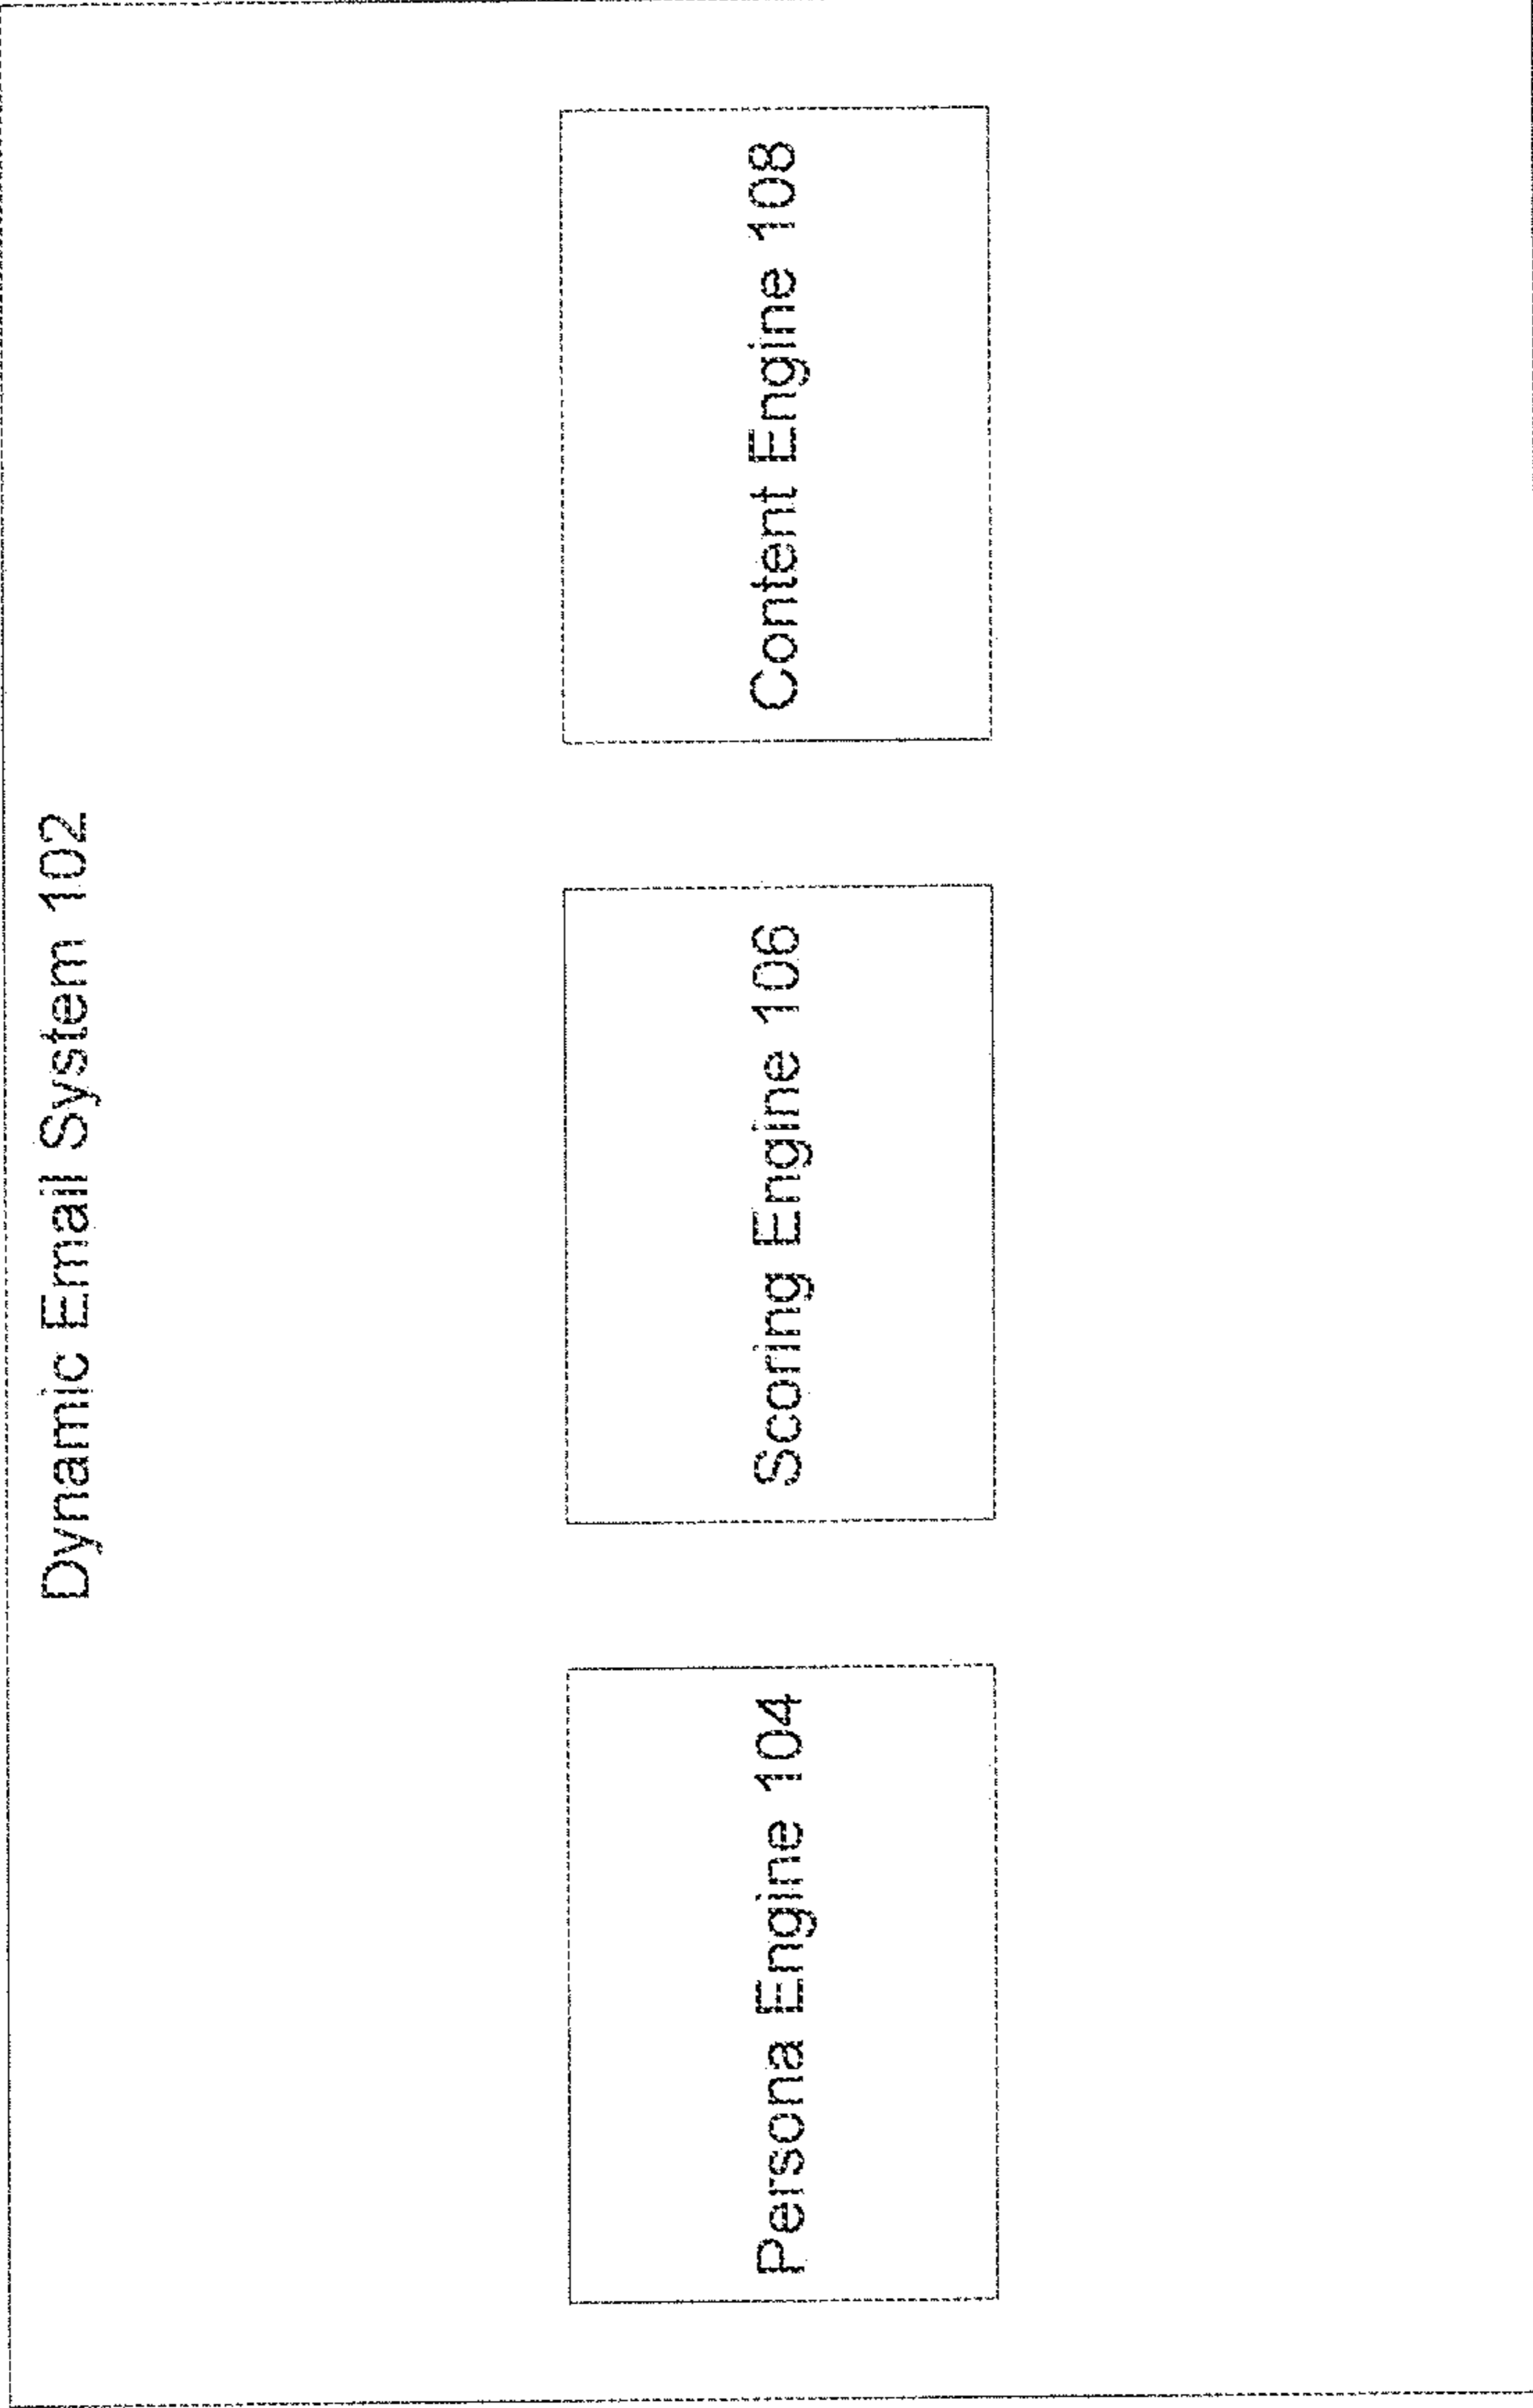 Dynamic Email System 102
Persona Engine 104
Scoring Engine 106
Content Engine 108